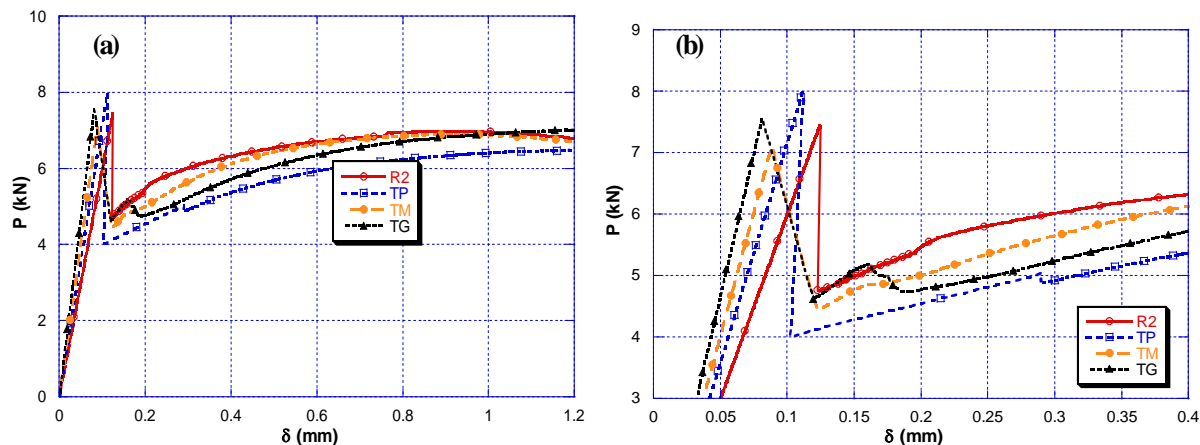 (a)
P (kN)
10
8
6
4
2
0
0 0.2 0.4 0.6 0.8 1 1.2
δ (mm)
R2
TP
TM
TG
(b)
P (kN)
9
8
7
6
5
4
3
0 0.05 0.1 0.15 0.2 0.25 0.3 0.35 0.4
δ (mm)
R2
TP
TM
TG